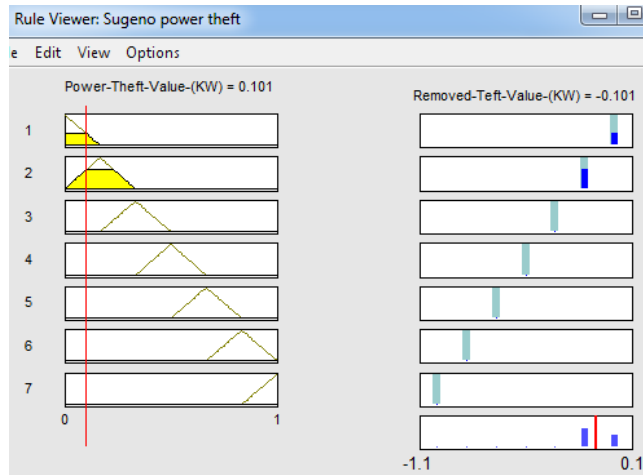 Rule Viewer: Sugeno power theft
e Edit View Options
Power-Theft-Value-(KW) = 0.101
Removed-Teft-Value-(KW) = -0.101
1
2
3
4
5
6
7
0 1
-1.1 0.1